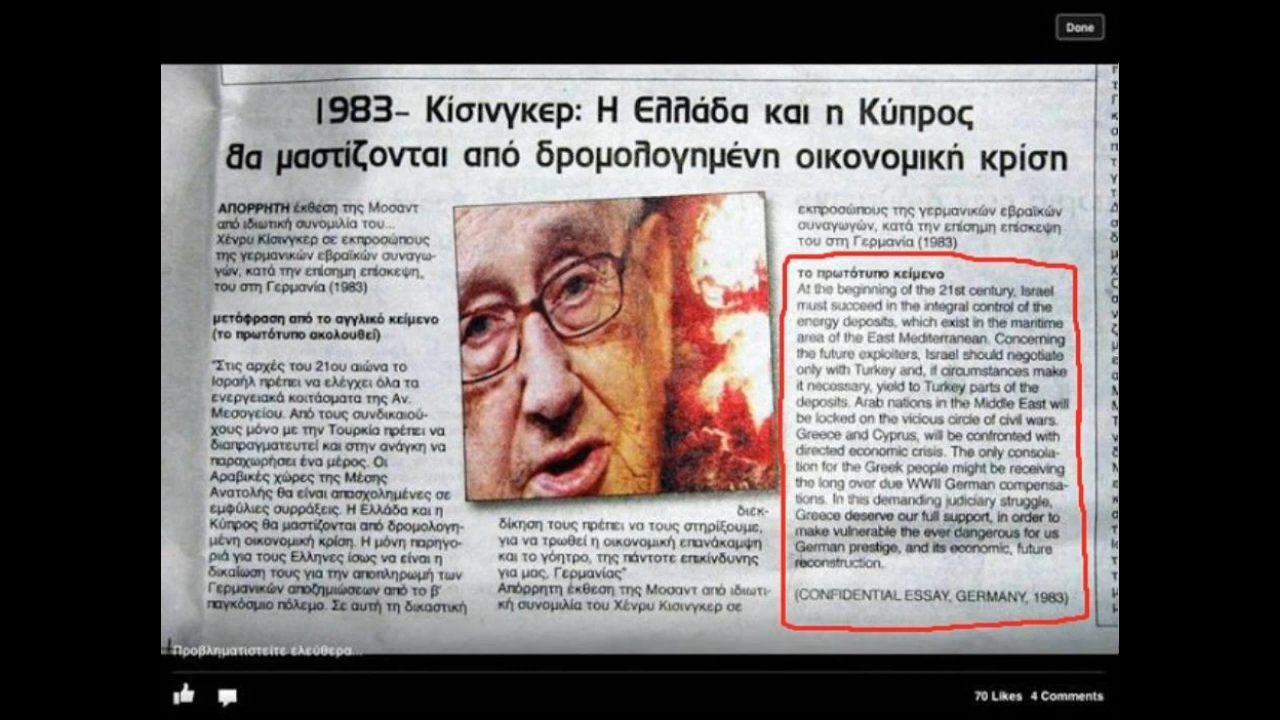 Done
1983– Κίσινγκερ: Η Ελλάδα και η Κύπρος
θα μαστίζονται από δρομολογημένη οικονομική κρίση
ΑΠΟΡΡΗΤΗ έκθεση της Μοσαντ
από ιδιωτική συνομιλία του...
Χένρυ Κίσινγκερ σε εκπροσώπους
της γερμανικών εβραϊκών συναγω-
γών, κατά την επίσημη επίσκεψη,
του στη Γερμανία (1983)
μετάφραση από το αγγλικό κείμενο
(το πρωτότυπο ακολουθεί)
"Στις αρχές του 21ου αιώνα το
Ισραήλ πρέπει να ελέγχει όλα τα
ενεργειακά κοιτάσματα της Αν.
Μεσογείου. Από τους συνδικαιού-
χους μόνο με την Τουρκία πρέπει να
διαπραγματευτεί και στην ανάγκη να
παραχωρήσει ένα μέρος. Οι
Αραβικές χώρες της Μέσης
Ανατολής θα είναι απασχολημένες σε
εμφύλιες συρράξεις. Η Ελλάδα και η
Κύπρος θα μαστίζονται από δρομολογη-
μένη οικονομική κρίση. Η μόνη παρηγο-
ριά για τους Ελληνες ίσως να είναι η
δικαίωση τους για την αποπληρωμή των
Γερμανικών αποζημιώσεων από το β'
παγκόσμιο πόλεμο. Σε αυτή τη δικαστική
διεκ-
δίκηση τους πρέπει να τους στηρίξουμε,
για να τρωθεί η οικονομική επανάκαμψη
και το γόητρο, της πάντοτε επικίνδυνης
για μας, Γερμανίας"
Απόρρητη έκθεση της Μοσαντ από ιδιωτι-
κή συνομιλία του Χένρυ Κισινγκερ σε
εκπροσώπους της γερμανικών εβραϊκών
συναγωγών, κατά την επίσημη επίσκεψη
του στη Γερμανία (1983)
το πρωτότυπο κείμενο
At the beginning of the 21st century, Israel
must succeed in the integral control of the
energy deposits, which exist in the maritime
area of the East Mediterranean. Concerning
the future exploiters, Israel should negotiate
only with Turkey and, if circumstances make
it necessary, yield to Turkey parts of the
deposits. Arab nations in the Middle East will
be locked on the vicious circle of civil wars.
Greece and Cyprus, will be confronted with
directed economic crisis. The only consola-
tion for the Greek people might be receiving
the long over due WWII German compensa-
tions. In this demanding judiciary struggle,
Greece deserve our full support, in order to
make vulnerable the ever dangerous for us
German prestige, and its economic, future
reconstruction.
(CONFIDENTIAL ESSAY, GERMANY, 1983)
Προβληματιστείτε ελεύθερα...
70 Likes 4 Comments